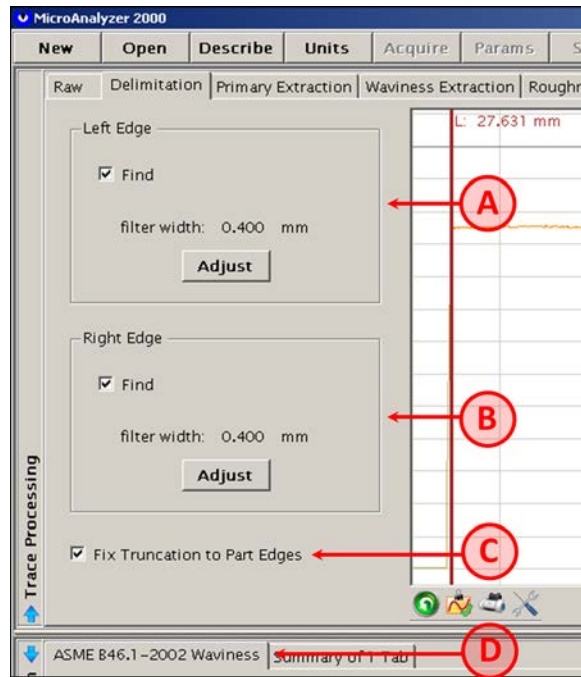 MicroAnalyzer 2000
New Open Describe Units Acquire Params
Raw Delimitation Primary Extraction Waviness Extraction
L: 27.631 mm
Left Edge
Find
A
filter width: 0.400 mm
Adjust
Right Edge
Find
B
filter width: 0.400 mm
Adjust
Trace Processing
Fix Truncation to Part Edges
C
ASME B46.1-2002 Waviness Summary of 1 Tab
D